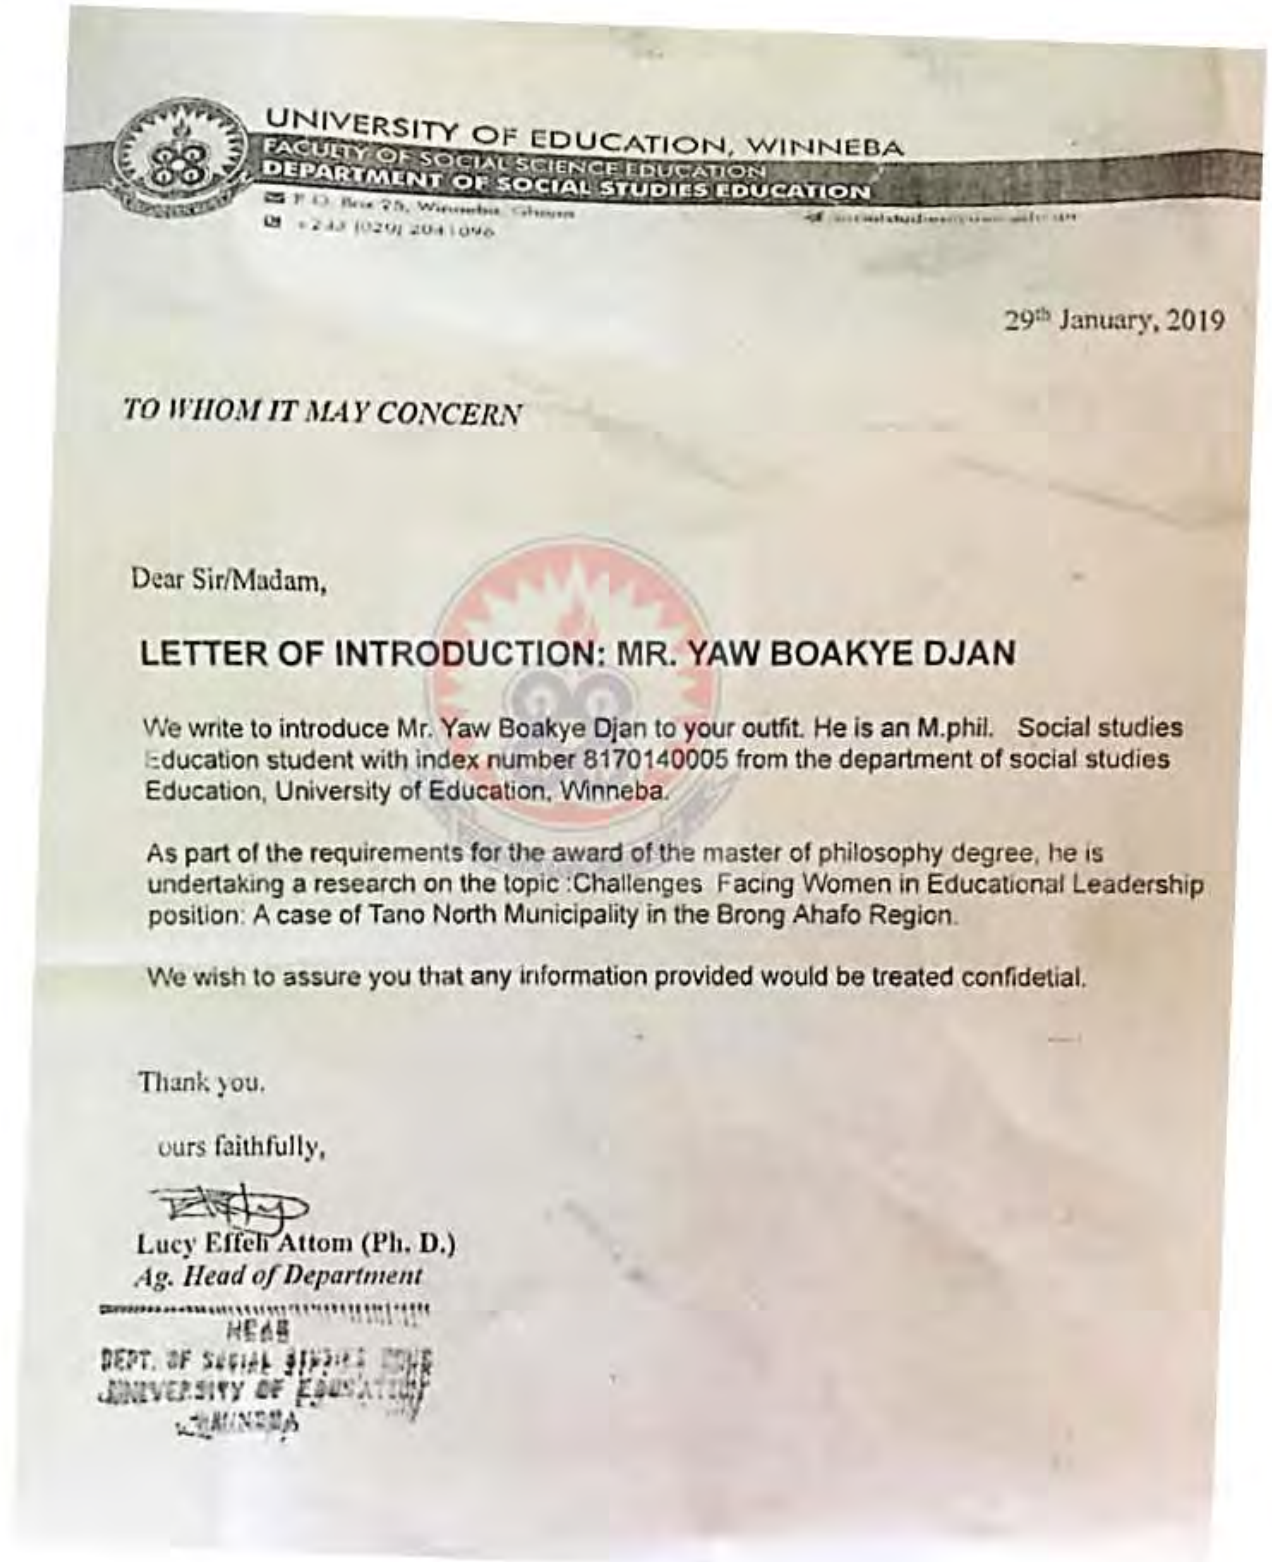 UNIVERSITY OF EDUCATION, WINNEBA
FACULTY OF SOCIAL SCIENCE EDUCATION
DEPARTMENT OF SOCIAL STUDIES EDUCATION
P.O. Box 25, Winneba, Ghana
+233 (029) 2041096
29th January, 2019
TO WHOM IT MAY CONCERN
Dear Sir/Madam,
LETTER OF INTRODUCTION: MR. YAW BOAKYE DJAN
We write to introduce Mr. Yaw Boakye Djan to your outfit. He is an M.phil. Social studies
Education student with index number 8170140005 from the department of social studies
Education, University of Education, Winneba.
As part of the requirements for the award of the master of philosophy degree, he is
undertaking a research on the topic :Challenges Facing Women in Educational Leadership
position: A case of Tano North Municipality in the Brong Ahafo Region.
We wish to assure you that any information provided would be treated confidetial.
Thank you.
ours faithfully,
Lucy Effeh Attom (Ph. D.)
Ag. Head of Department
HEAD
DEPT. OF SOCIAL STUDIES
UNIVERSITY OF EDUCATION
WINNEBA